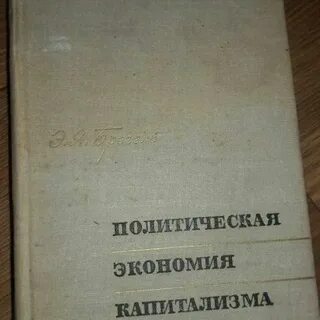 Э. Я. Брегель
ПОЛИТИЧЕСКАЯ
ЭКОНОМИЯ
КАПИТАЛИЗМА